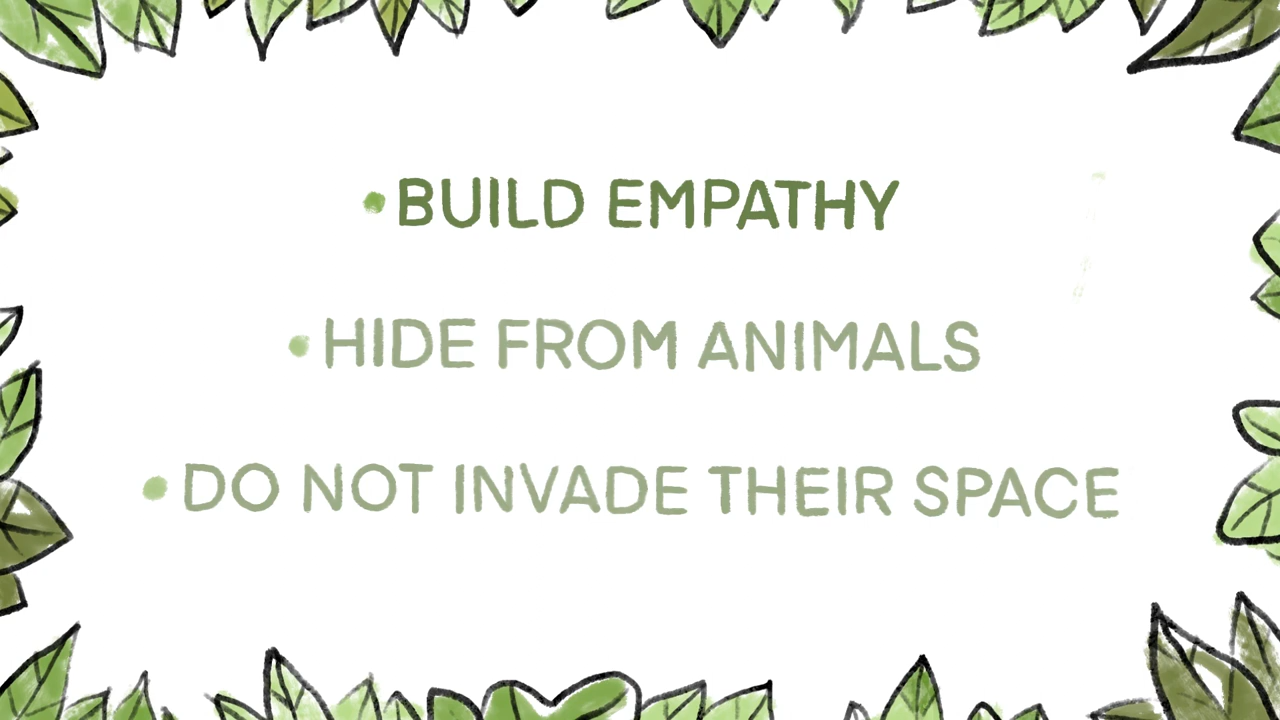 • BUILD EMPATHY
• HIDE FROM ANIMALS
• DO NOT INVADE THEIR SPACE